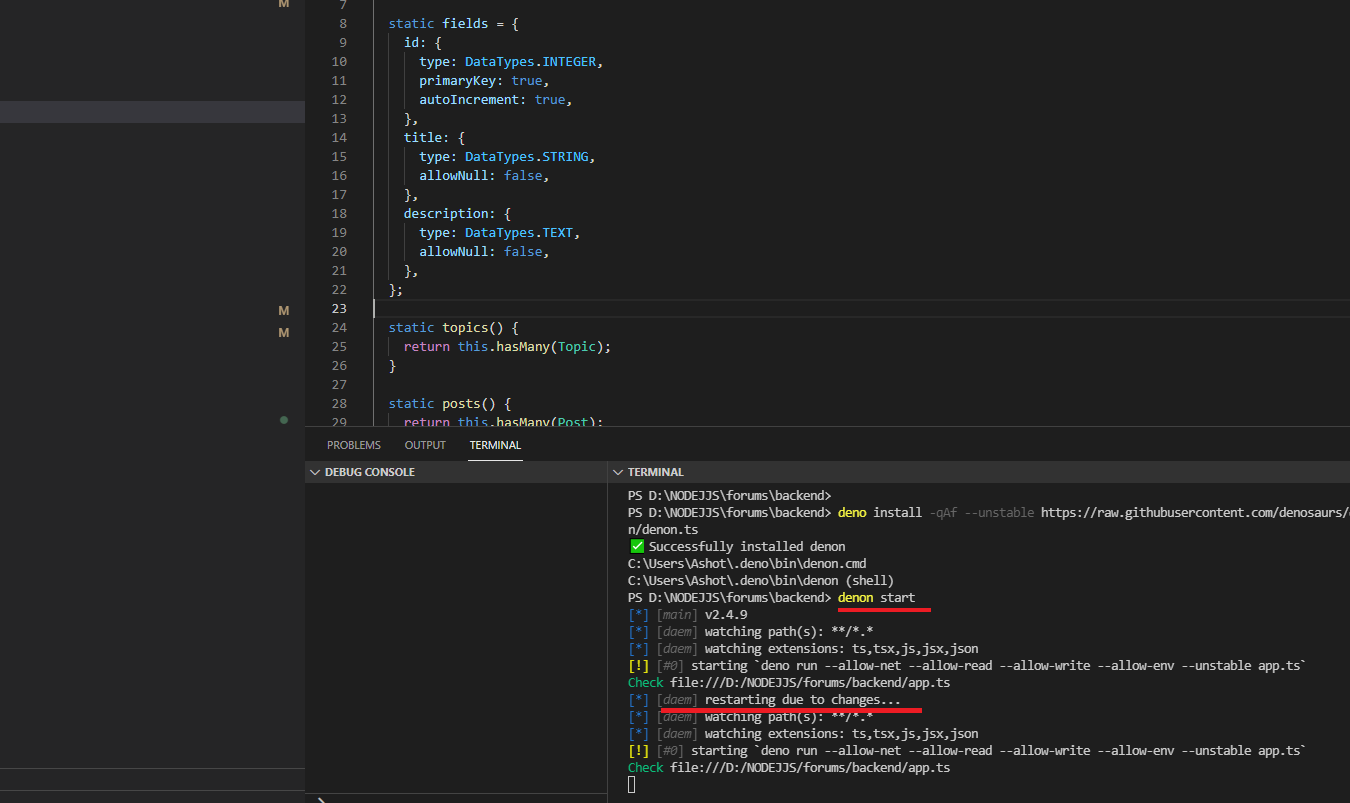 M
7
8 static fields = {
9 id: {
10 type: DataTypes.INTEGER,
11 primaryKey: true,
12 autoIncrement: true,
13 },
14 title: {
15 type: DataTypes.STRING,
16 allowNull: false,
17 },
18 description: {
19 type: DataTypes.TEXT,
20 allowNull: false,
21 },
22 };
M 23
M 24 static topics() {
25 return this.hasMany(Topic);
26 }
27
28 static posts() {
29 return this.hasMany(Post);
PROBLEMS OUTPUT TERMINAL
DEBUG CONSOLE
TERMINAL
PS D:\NODEJJS\forums\backend>
PS D:\NODEJJS\forums\backend> deno install -qAf --unstable https://raw.githubusercontent.com/denosaurs/
n/denon.ts
✅ Successfully installed denon
C:\Users\Ashot\.deno\bin\denon.cmd
C:\Users\Ashot\.deno\bin\denon (shell)
PS D:\NODEJJS\forums\backend> denon start
[*] [main] v2.4.9
[*] [daem] watching path(s): **/*.*
[*] [daem] watching extensions: ts,tsx,js,jsx,json
[!] [#0] starting `deno run --allow-net --allow-read --allow-write --allow-env --unstable app.ts`
Check file:///D:/NODEJJS/forums/backend/app.ts
[*] [daem] restarting due to changes...
[*] [daem] watching path(s): **/*.*
[*] [daem] watching extensions: ts,tsx,js,jsx,json
[!] [#0] starting `deno run --allow-net --allow-read --allow-write --allow-env --unstable app.ts`
Check file:///D:/NODEJJS/forums/backend/app.ts